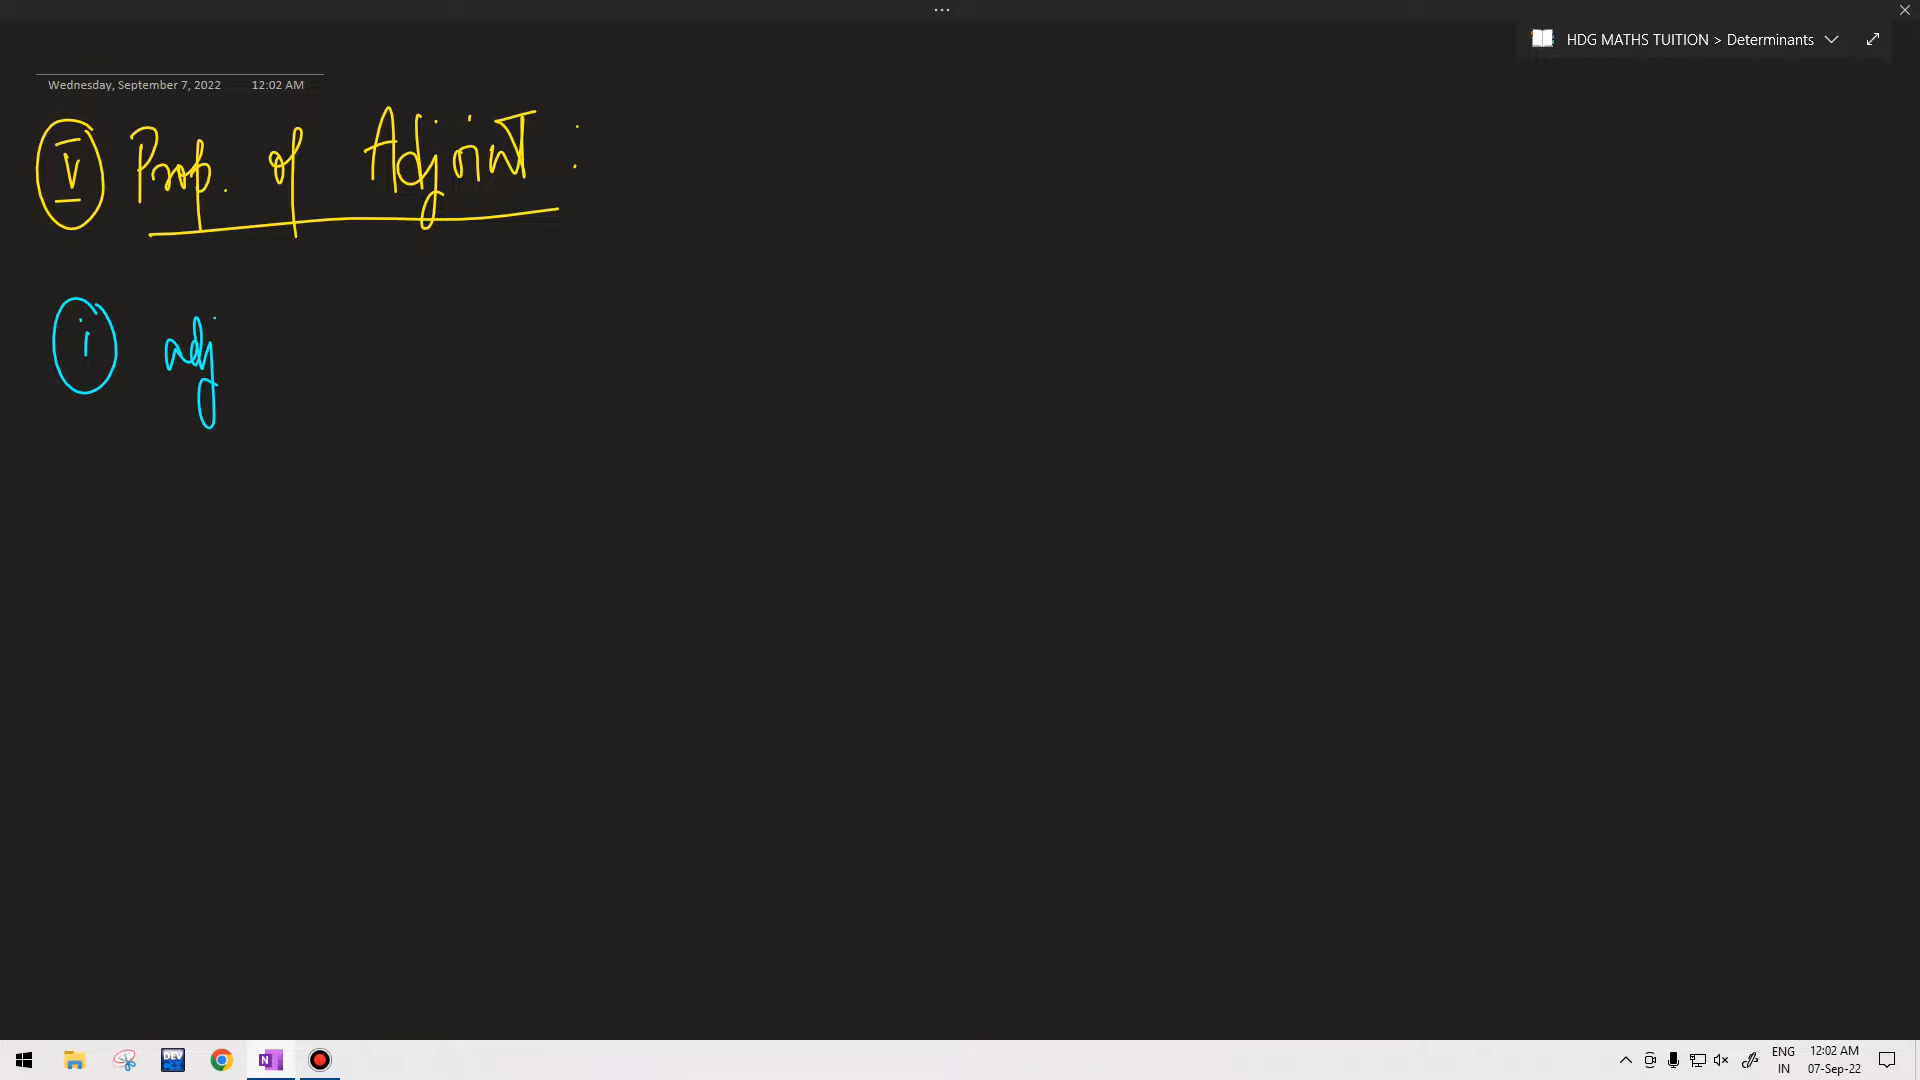 ...
HDG MATHS TUITION > Determinants
Wednesday, September 7, 2022 12:02 AM
V Prop. of Adjoint :
i adj
DEV
N
ENG
IN
12:02 AM
07-Sep-22